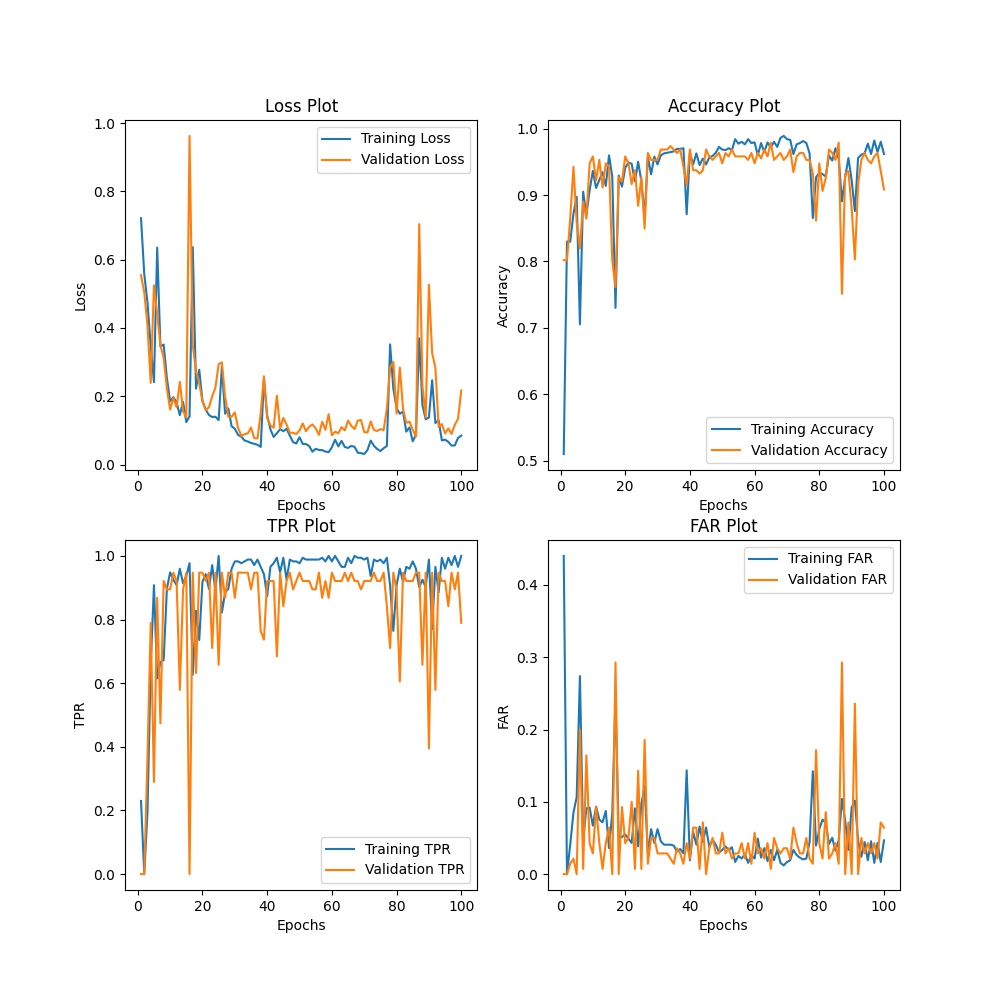 Loss Plot
1.0
0.8
0.6
0.4
0.2
0.0
Loss
Training Loss
Validation Loss
0 20 40 60 80 100
Epochs
Accuracy Plot
1.0
0.9
0.8
0.7
0.6
0.5
Accuracy
Training Accuracy
Validation Accuracy
0 20 40 60 80 100
Epochs
TPR Plot
1.0
0.8
0.6
0.4
0.2
0.0
TPR
Training TPR
Validation TPR
0 20 40 60 80 100
Epochs
FAR Plot
0.4
0.3
0.2
0.1
0.0
FAR
Training FAR
Validation FAR
0 20 40 60 80 100
Epochs